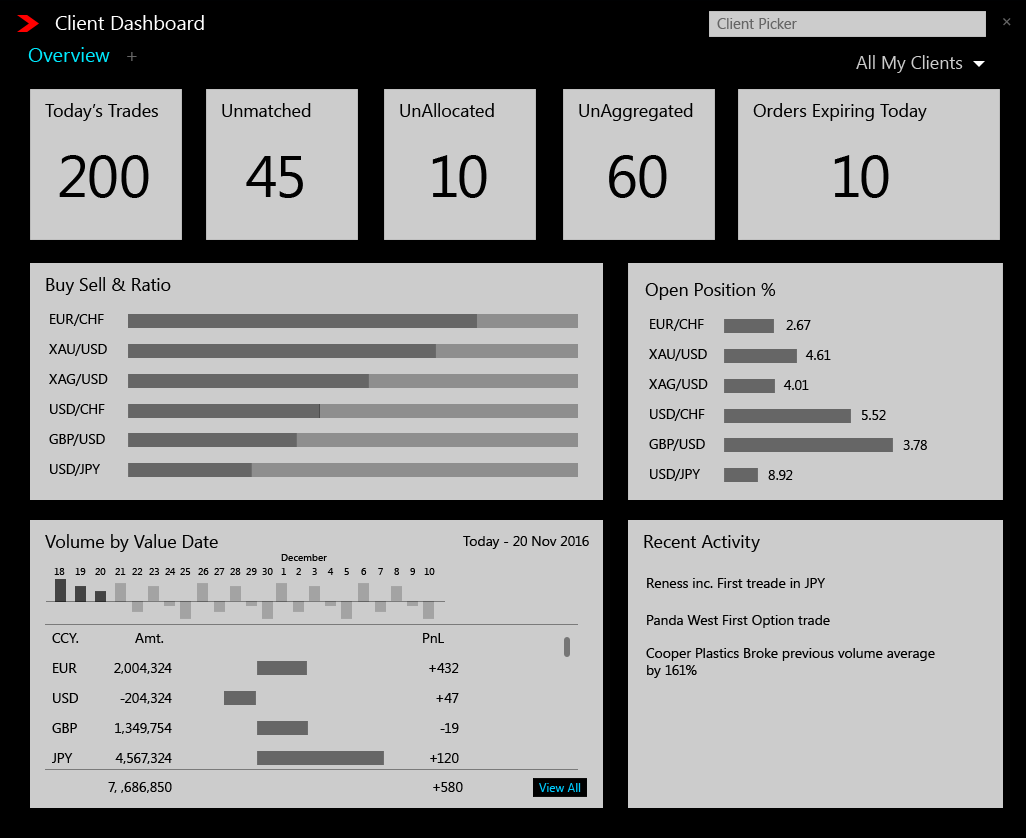 Client Dashboard
Client Picker
×
Overview +
All My Clients
Today's Trades
200
Unmatched
45
UnAllocated
10
UnAggregated
60
Orders Expiring Today
10
Buy Sell & Ratio
EUR/CHF
XAU/USD
XAG/USD
USD/CHF
GBP/USD
USD/JPY
Open Position %
EUR/CHF 2.67
XAU/USD 4.61
XAG/USD 4.01
USD/CHF 5.52
GBP/USD 3.78
USD/JPY 8.92
Volume by Value Date
Today - 20 Nov 2016
December
18 19 20 21 22 23 24 25 26 27 28 29 30 1 2 3 4 5 6 7 8 9 10
CCY. Amt. PnL
EUR 2,004,324 +432
USD -204,324 +47
GBP 1,349,754 -19
JPY 4,567,324 +120
7, ,686,850 +580
View All
Recent Activity
Reness inc. First treade in JPY
Panda West First Option trade
Cooper Plastics Broke previous volume average
by 161%